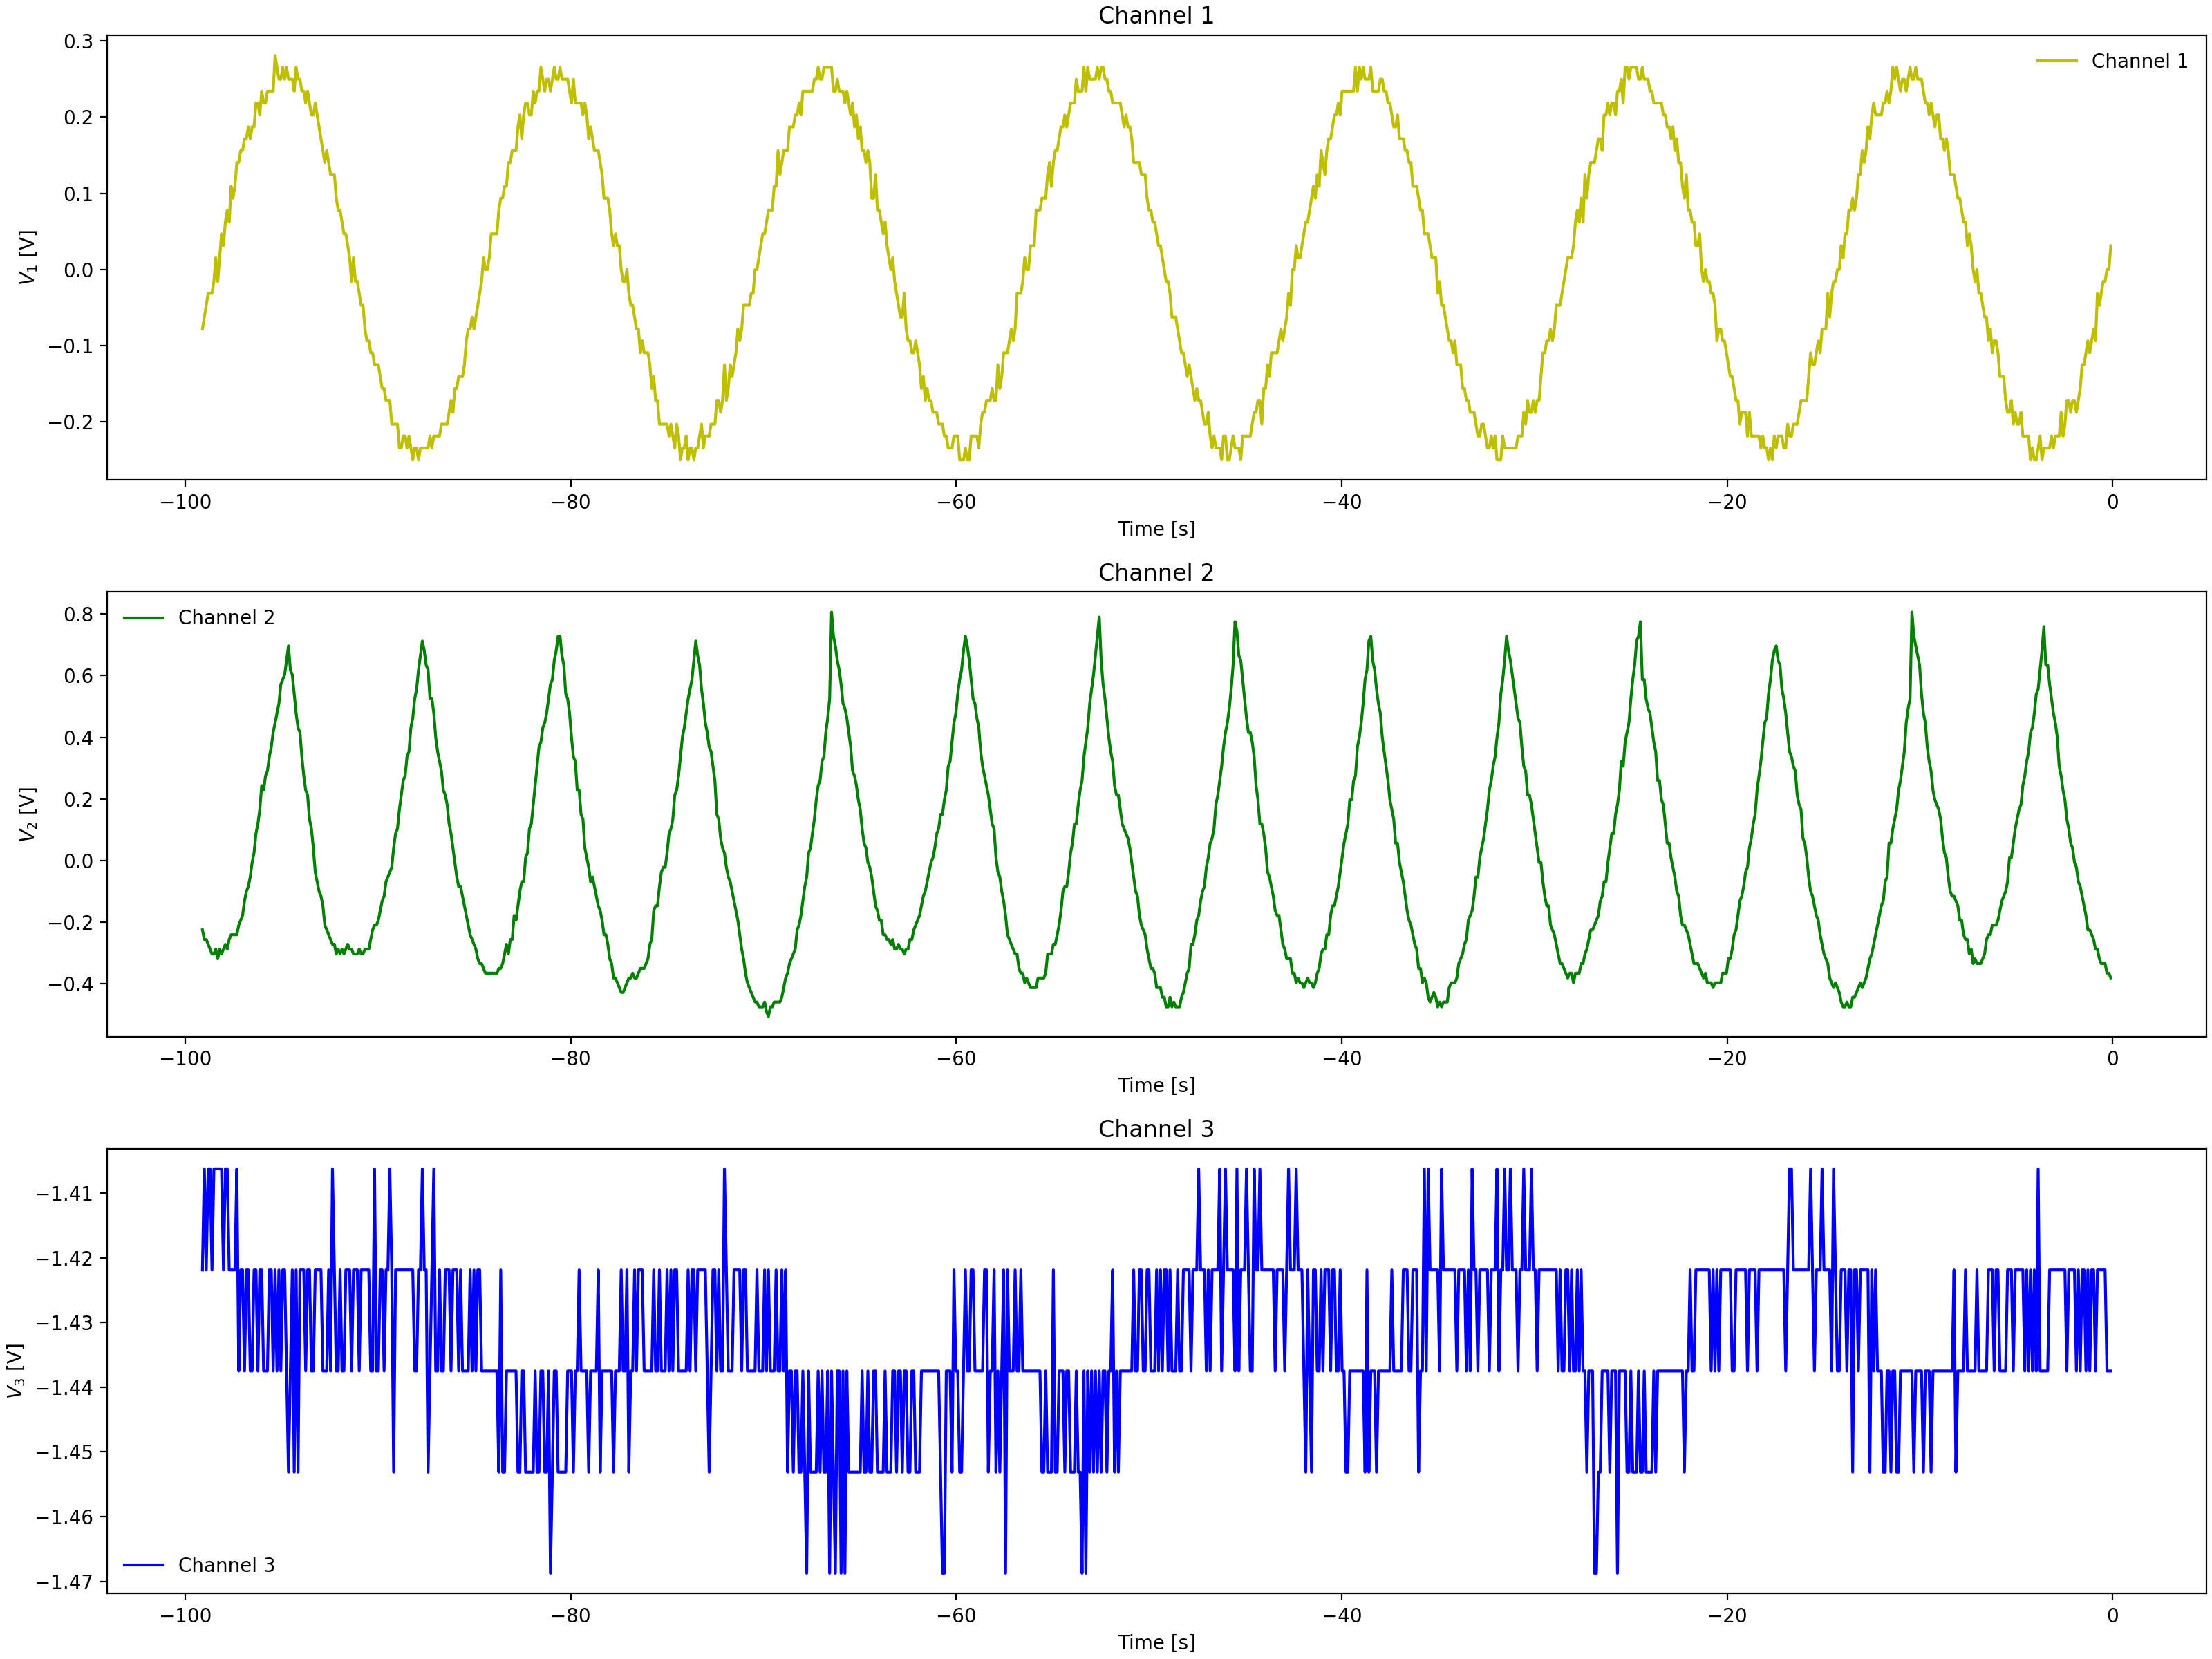 Channel 1
0.3
0.2
0.1
0.0
−0.1
−0.2
V1 [V]
Channel 1
−100 −80 −60 −40 −20 0
Time [s]
Channel 2
0.8
0.6
0.4
0.2
0.0
−0.2
−0.4
V2 [V]
Channel 2
−100 −80 −60 −40 −20 0
Time [s]
Channel 3
−1.41
−1.42
−1.43
−1.44
−1.45
−1.46
−1.47
V3 [V]
Channel 3
−100 −80 −60 −40 −20 0
Time [s]